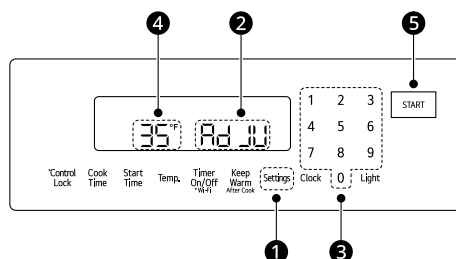 4 2 5
1 2 3
START
35°F Ad JU
4 5 6
7 8 9
*Control Lock
Cook Time
Start Time
Temp.
Timer On/Off *Wi-Fi
Keep Warm After Cook
Settings
Clock
0
Light
1 3